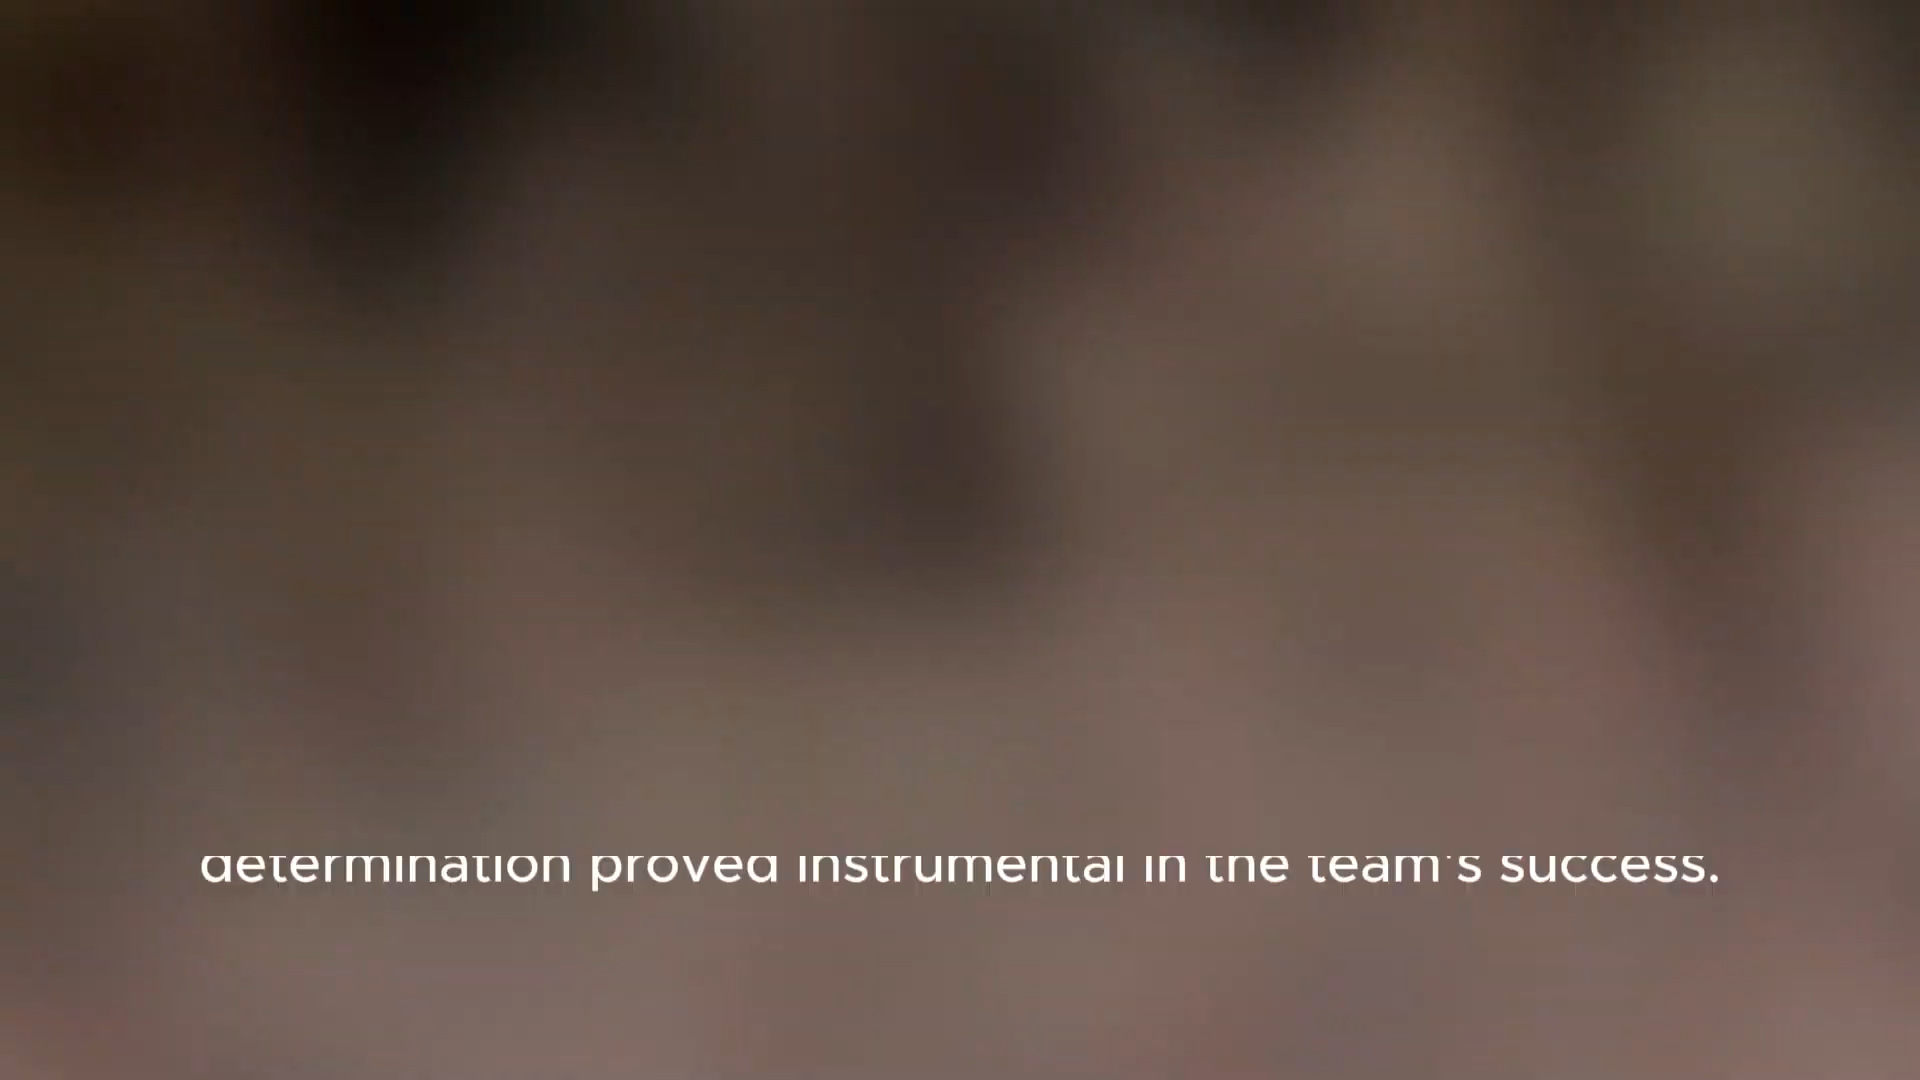 determination proved instrumental in the team's success.